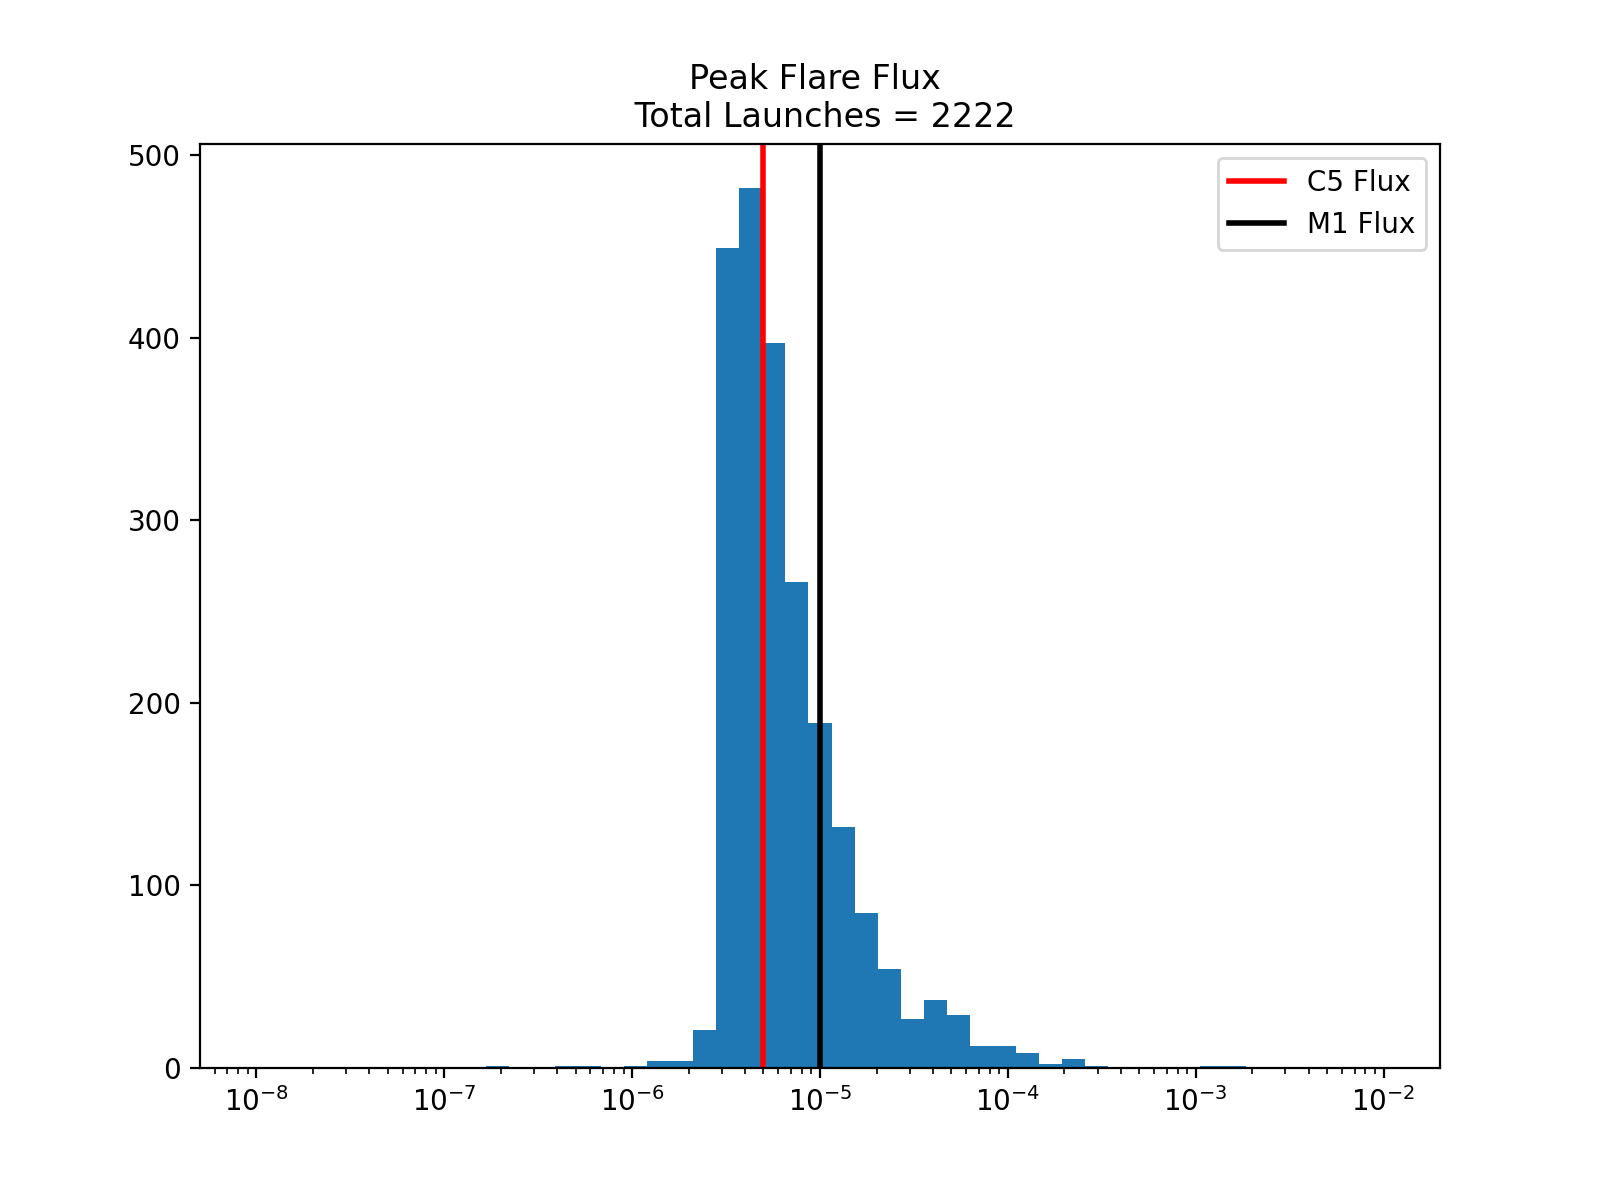 Peak Flare Flux
Total Launches = 2222
C5 Flux
M1 Flux
500
400
300
200
100
0
10⁻⁸ 10⁻⁷ 10⁻⁶ 10⁻⁵ 10⁻⁴ 10⁻³ 10⁻²